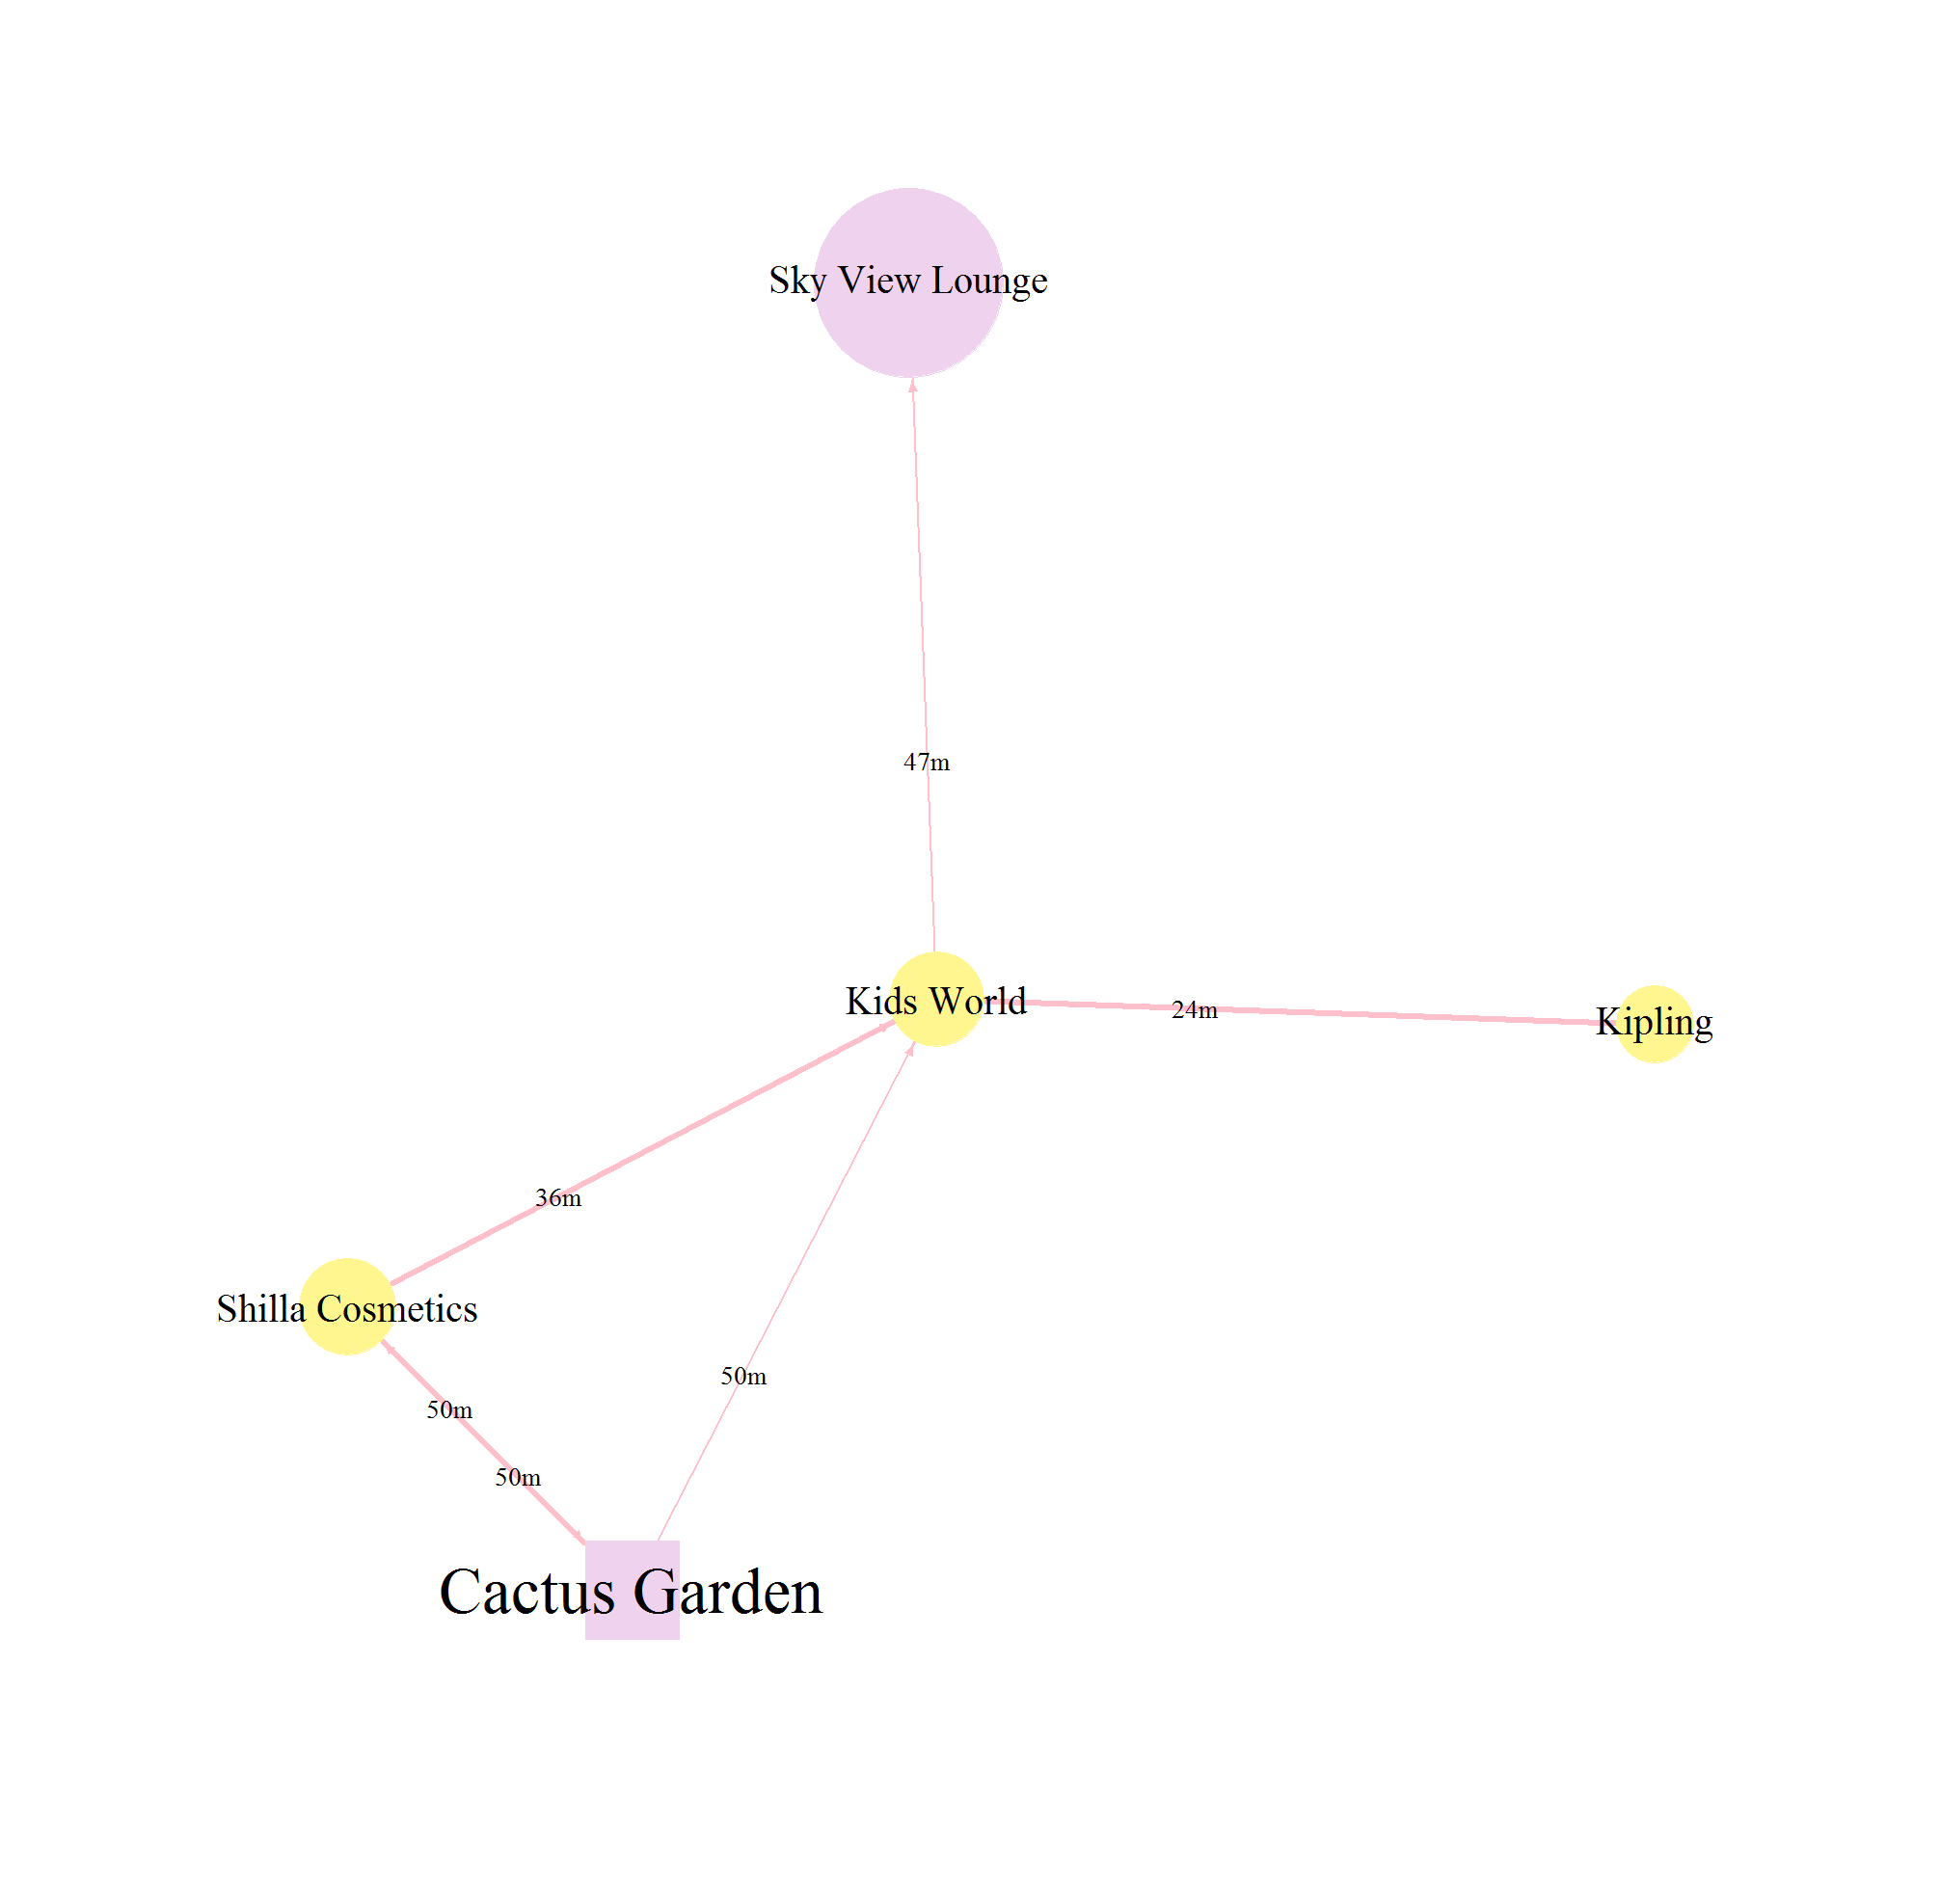 Sky View Lounge
47m
Kids World
24m
Kipling
36m
Shilla Cosmetics
50m
50m
50m
Cactus Garden